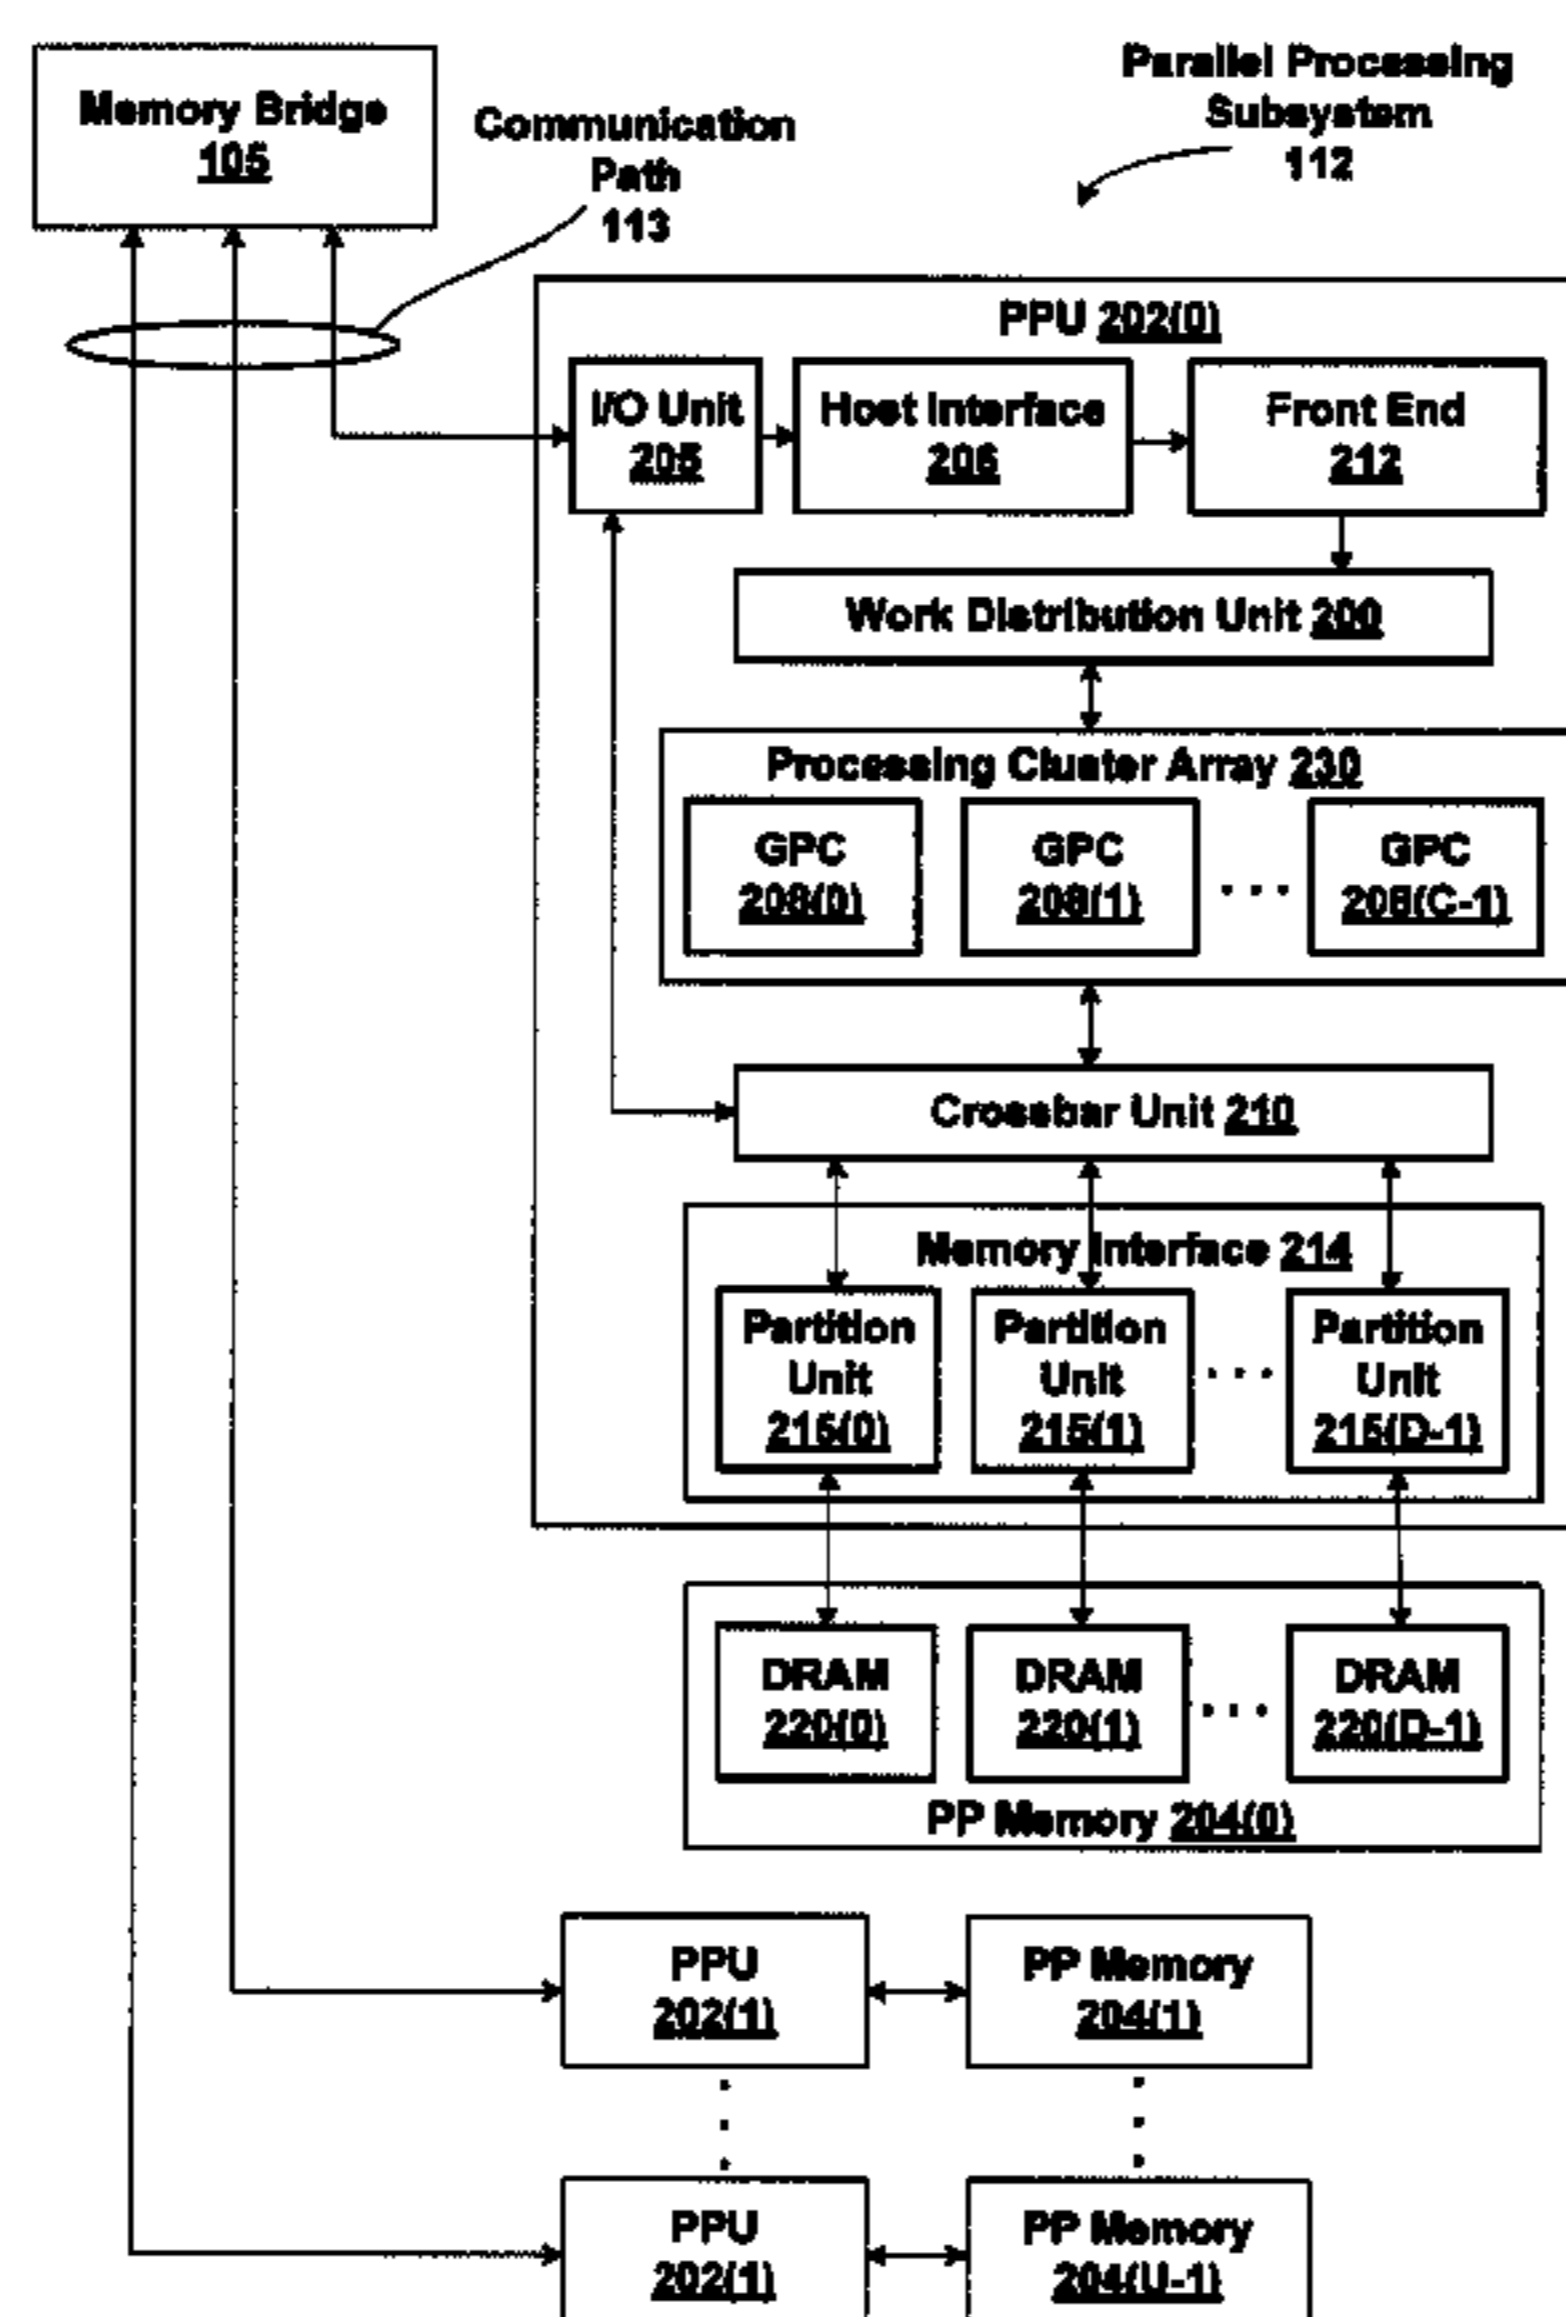 Memory Bridge
105
Communication
Path
113
Parallel Processing
Subsystem
112
PPU 202(0)
I/O Unit
205
Host Interface
206
Front End
212
Work Distribution Unit 200
Processing Cluster Array 230
GPC
208(0)
GPC
208(1)
. . .
GPC
208(C-1)
Crossbar Unit 210
Memory Interface 214
Partition
Unit
215(0)
Partition
Unit
215(1)
. . .
Partition
Unit
215(D-1)
DRAM
220(0)
DRAM
220(1)
. . .
DRAM
220(D-1)
PP Memory 204(0)
PPU
202(1)
PP Memory
204(1)
PPU
202(1)
PP Memory
204(U-1)